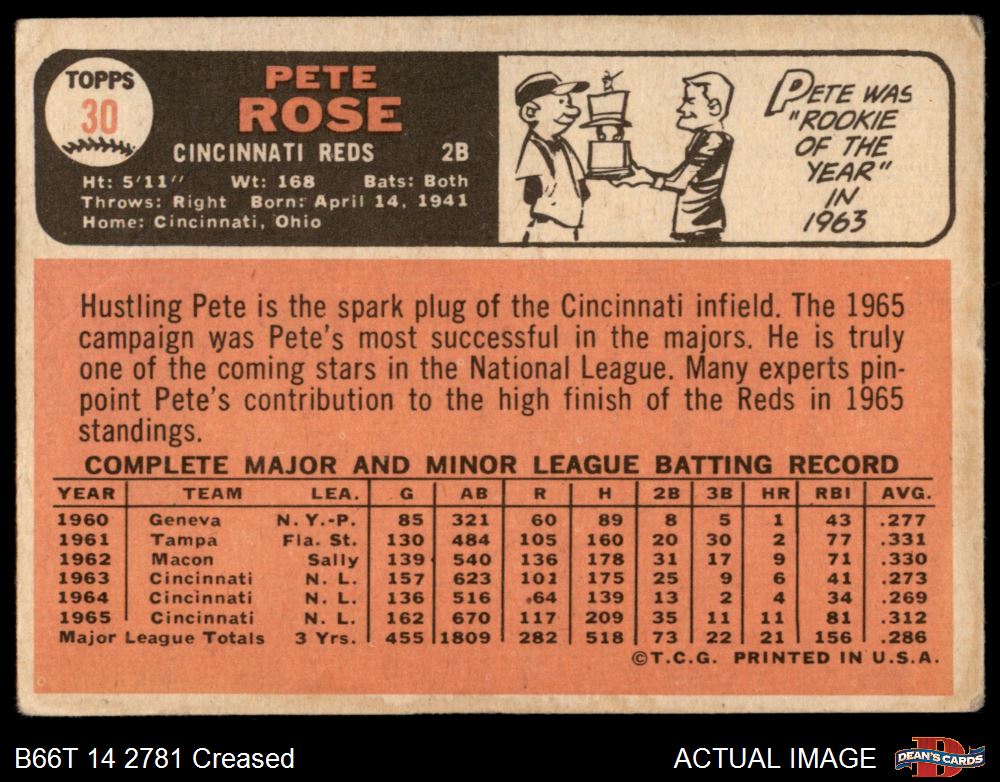 TOPPS
30
PETE
ROSE
CINCINNATI REDS 2B
Ht: 5'11" Wt: 168 Bats: Both
Throws: Right Born: April 14, 1941
Home: Cincinnati, Ohio
PETE WAS
"ROOKIE
OF THE
YEAR"
IN
1963
Hustling Pete is the spark plug of the Cincinnati infield. The 1965
campaign was Pete's most successful in the majors. He is truly
one of the coming stars in the National League. Many experts pin-
point Pete's contribution to the high finish of the Reds in 1965
standings.
COMPLETE MAJOR AND MINOR LEAGUE BATTING RECORD
YEAR TEAM LEA. G AB R H 2B 3B HR RBI AVG.
1960 Geneva N.Y.-P. 85 321 60 89 8 5 1 43 .277
1961 Tampa Fla. St. 130 484 105 160 20 30 2 77 .331
1962 Macon Sally 139 540 136 178 31 17 9 71 .330
1963 Cincinnati N. L. 157 623 101 175 25 9 6 41 .273
1964 Cincinnati N. L. 136 516 64 139 13 2 4 34 .269
1965 Cincinnati N. L. 162 670 117 209 35 11 11 81 .312
Major League Totals 3 Yrs. 455 1809 282 518 73 22 21 156 .286
©T.C.G. PRINTED IN U.S.A.
B66T 14 2781 Creased
ACTUAL IMAGE
D
DEAN'S CARDS